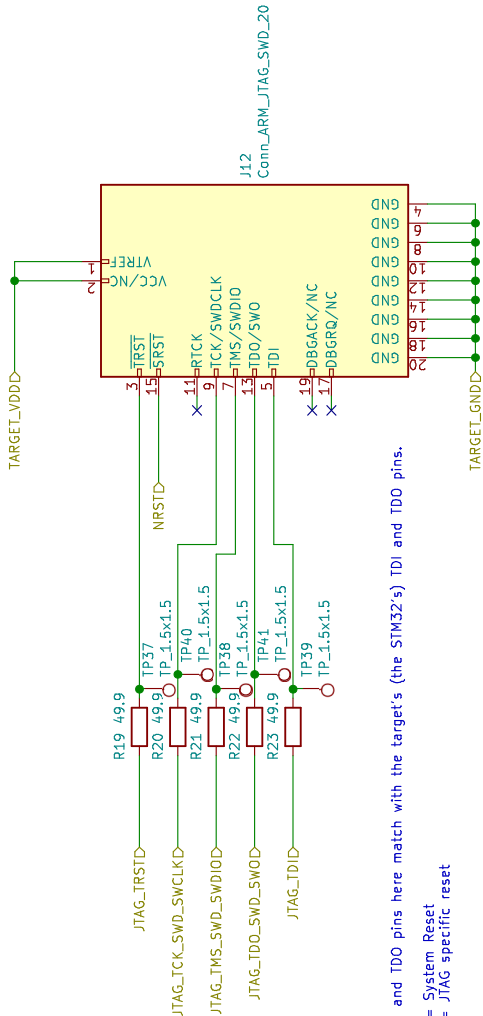 J12
Conn_ARM_JTAG_SWD_20
VTREF
1
VCC/NC
2
TRST
3
SRST
15
RTCK
11
TCK/SWDCLK
9
TMS/SWDIO
7
TDO/SWO
13
TDI
5
DBGACK/NC
19
DBGRQ/NC
17
GND
4
GND
6
GND
8
GND
10
GND
12
GND
14
GND
16
GND
18
GND
20
TARGET_VDD
TARGET_GND
NRST
TP37
TP_1.5x1.5
TP40
TP_1.5x1.5
TP38
TP_1.5x1.5
TP41
TP_1.5x1.5
TP39
TP_1.5x1.5
R19 49.9
R20 49.9
R21 49.9
R22 49.9
R23 49.9
JTAG_TRST
JTAG_TCK_SWD_SWCLK
JTAG_TMS_SWD_SWDIO
JTAG_TDO_SWD_SWO
JTAG_TDI
and TDO pins here match with the target's (the STM32's) TDI and TDO pins.
= System Reset
= JTAG specific reset